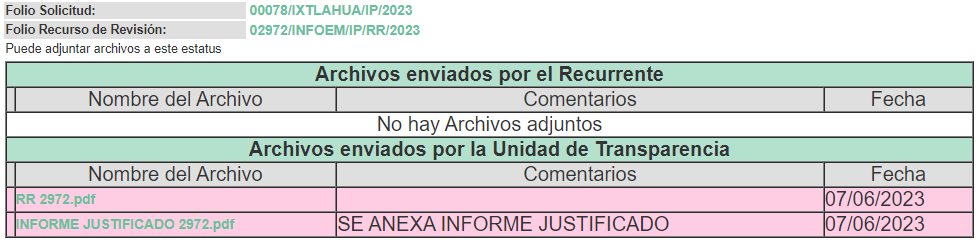 Folio Solicitud: 00078/IXTLAHUA/IP/2023
Folio Recurso de Revisión: 02972/INFOEM/IP/RR/2023
Puede adjuntar archivos a este estatus
Archivos enviados por el Recurrente
Nombre del Archivo Comentarios Fecha
No hay Archivos adjuntos
Archivos enviados por la Unidad de Transparencia
Nombre del Archivo Comentarios Fecha
RR 2972.pdf 07/06/2023
INFORME JUSTIFICADO 2972.pdf SE ANEXA INFORME JUSTIFICADO 07/06/2023